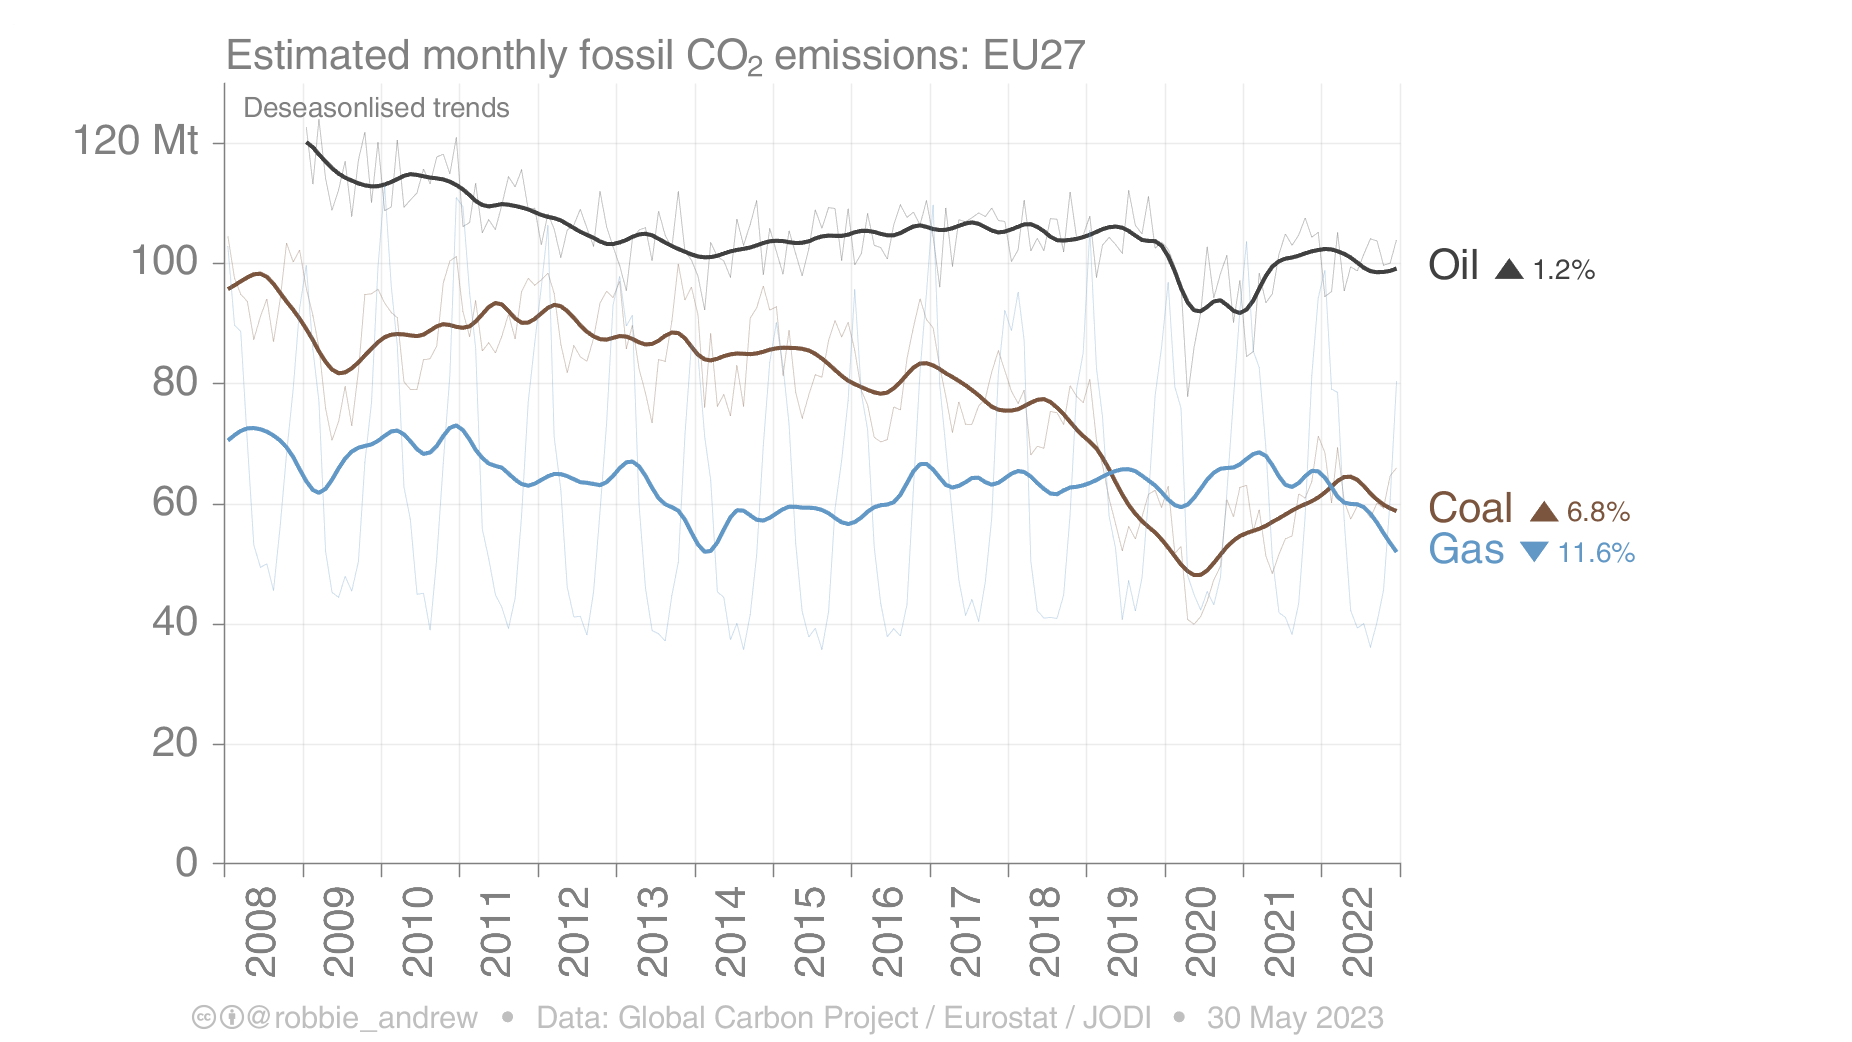 Estimated monthly fossil CO₂ emissions: EU27
Deseasonlised trends
120 Mt
100
80
60
40
20
0
Oil ▲ 1.2%
Coal ▲ 6.8%
Gas ▼ 11.6%
2008 2009 2010 2011 2012 2013 2014 2015 2016 2017 2018 2019 2020 2021 2022
@robbie_andrew • Data: Global Carbon Project / Eurostat / JODI • 30 May 2023